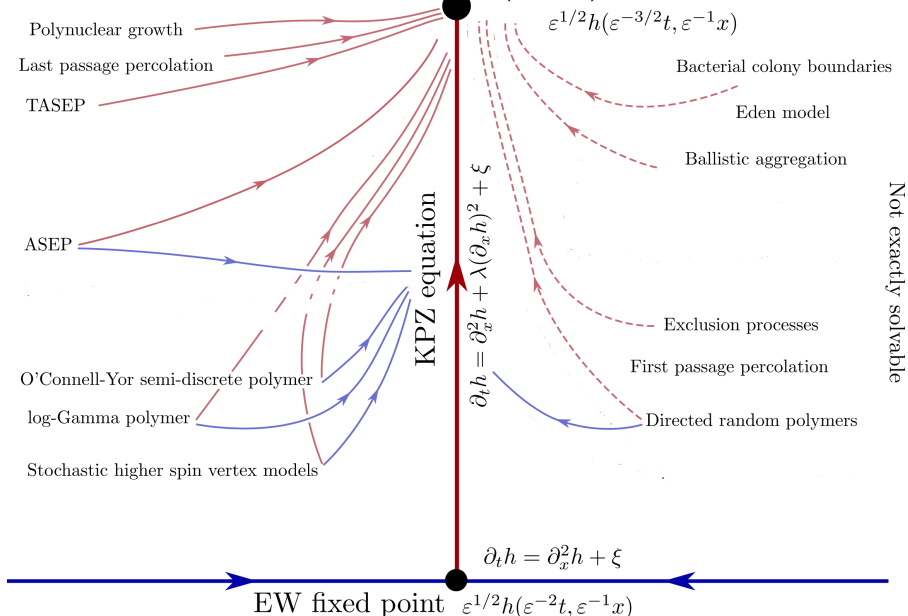 Polynuclear growth
ε^{1/2}h(ε^{−3/2}t, ε^{−1}x)
Last passage percolation
Bacterial colony boundaries
TASEP
Eden model
Ballistic aggregation
ASEP
KPZ equation
∂_t h = ∂_x^2 h + λ(∂_x h)^2 + ξ
Not exactly solvable
Exclusion processes
First passage percolation
O'Connell-Yor semi-discrete polymer
log-Gamma polymer
Directed random polymers
Stochastic higher spin vertex models
∂_t h = ∂_x^2 h + ξ
EW fixed point
ε^{1/2}h(ε^{−2}t, ε^{−1}x)